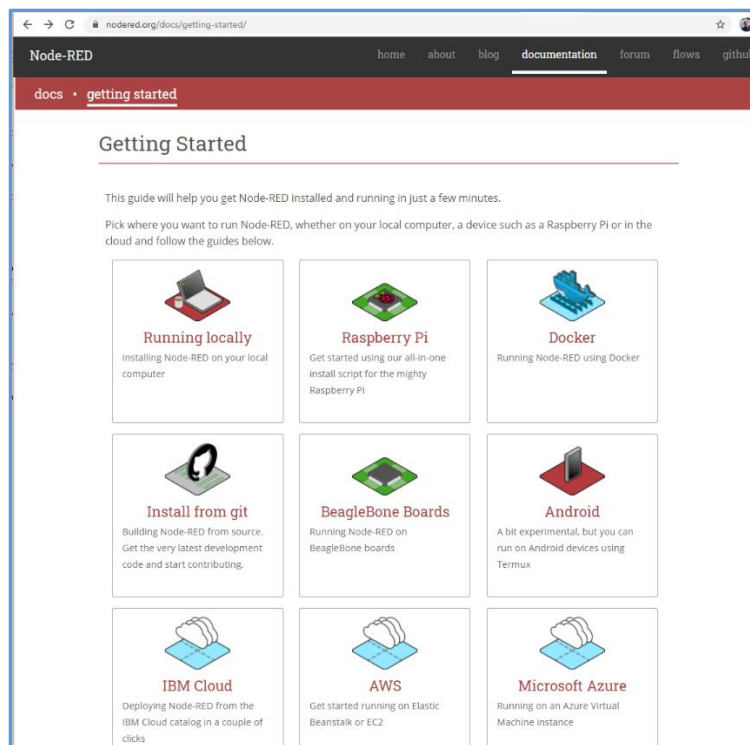 nodered.org/docs/getting-started/
Node-RED
home about blog documentation forum flows github
docs • getting started
Getting Started
This guide will help you get Node-RED installed and running in just a few minutes.
Pick where you want to run Node-RED, whether on your local computer, a device such as a Raspberry Pi or in the
cloud and follow the guides below.
Running locally
Installing Node-RED on your local
computer
Raspberry Pi
Get started using our all-in-one
install script for the mighty
Raspberry Pi
Docker
Running Node-RED using Docker
Install from git
Building Node-RED from source.
Get the very latest development
code and start contributing.
BeagleBone Boards
Running Node-RED on
BeagleBone boards
Android
A bit experimental, but you can
run on Android devices using
Termux
IBM Cloud
Deploying Node-RED from the
IBM Cloud catalog in a couple of
clicks
AWS
Get started running on Elastic
Beanstalk or EC2
Microsoft Azure
Running on an Azure Virtual
Machine instance